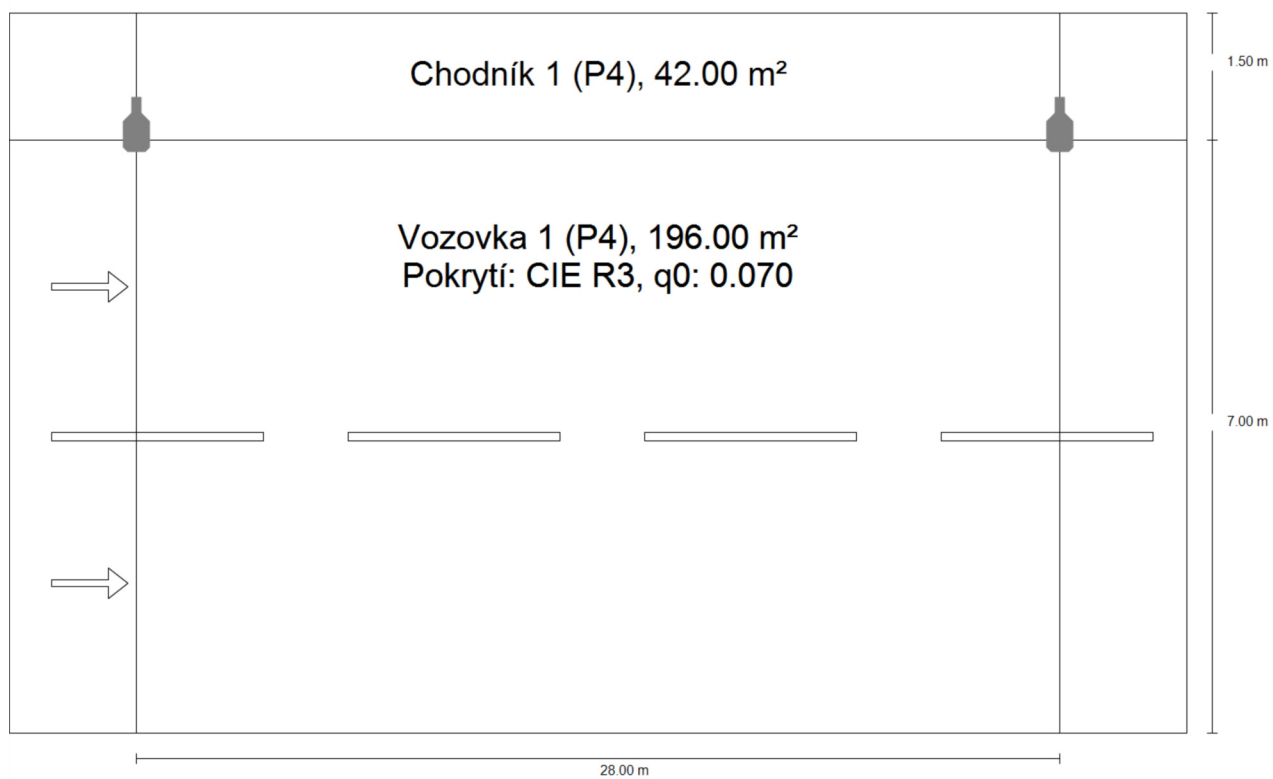 Chodník 1 (P4), 42.00 m²
1.50 m
Vozovka 1 (P4), 196.00 m²
Pokrytí: CIE R3, q0: 0.070
7.00 m
28.00 m